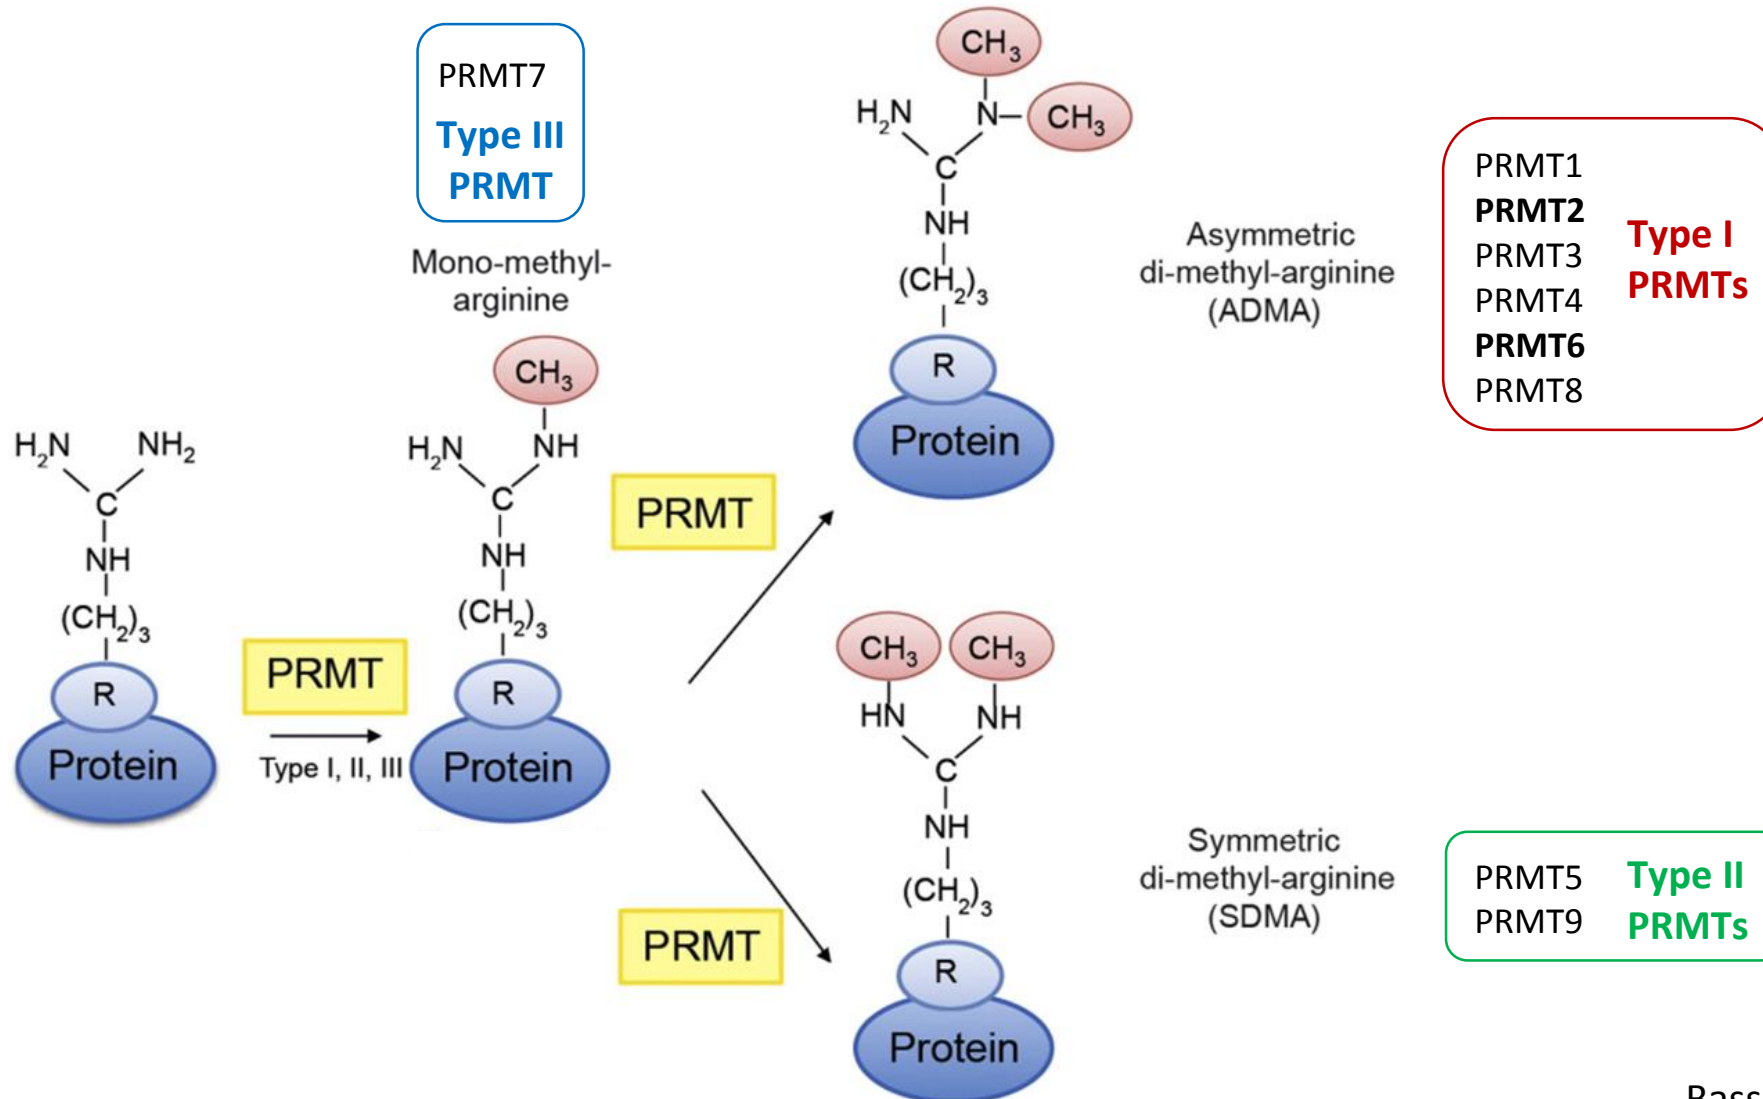 PRMT7
Type III
PRMT
Mono-methyl-
arginine
CH₃
H₂N
NH
C
NH
(CH₂)₃
R
Protein
H₂N
NH₂
C
NH
(CH₂)₃
R
Protein
PRMT
Type I, II, III
PRMT
CH₃
H₂N
N
CH₃
C
NH
(CH₂)₃
R
Protein
Asymmetric
di-methyl-arginine
(ADMA)
PRMT1
PRMT2
PRMT3
PRMT4
PRMT6
PRMT8
Type I
PRMTs
PRMT
CH₃
CH₃
HN
NH
C
NH
(CH₂)₃
R
Protein
Symmetric
di-methyl-arginine
(SDMA)
PRMT5
PRMT9
Type II
PRMTs